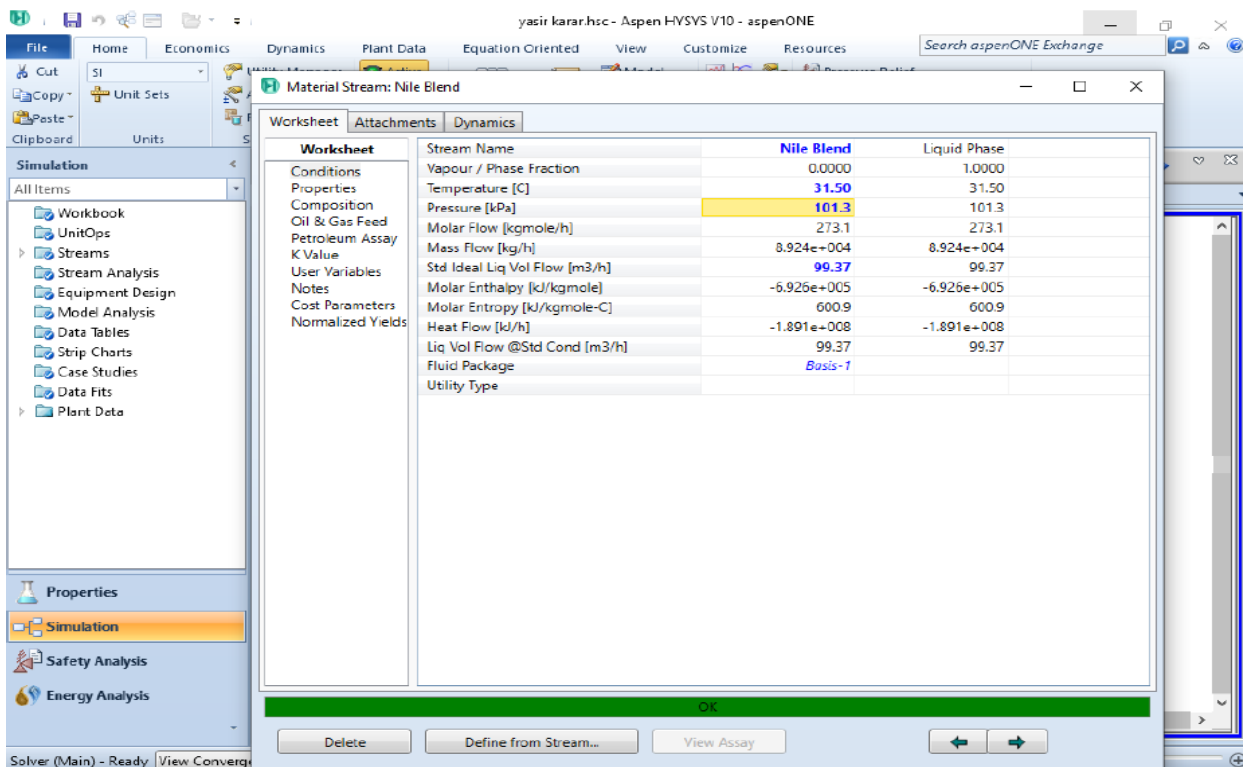 yasir karar.hsc - Aspen HYSYS V10 - aspenONE
File Home Economics Dynamics Plant Data Equation Oriented View Customize Resources Search aspenONE Exchange
Cut SI
Copy Unit Sets
Paste
Clipboard Units
Simulation
All Items
Workbook
UnitOps
Streams
Stream Analysis
Equipment Design
Model Analysis
Data Tables
Strip Charts
Case Studies
Data Fits
Plant Data
Properties
Simulation
Safety Analysis
Energy Analysis
Solver (Main) - Ready View Converg
Material Stream: Nile Blend
Worksheet Attachments Dynamics
Worksheet
Conditions
Properties
Composition
Oil & Gas Feed
Petroleum Assay
K Value
User Variables
Notes
Cost Parameters
Normalized Yields
Stream Name Nile Blend Liquid Phase
Vapour / Phase Fraction 0.0000 1.0000
Temperature [C] 31.50 31.50
Pressure [kPa] 101.3 101.3
Molar Flow [kgmole/h] 273.1 273.1
Mass Flow [kg/h] 8.924e+004 8.924e+004
Std Ideal Liq Vol Flow [m3/h] 99.37 99.37
Molar Enthalpy [kJ/kgmole] -6.926e+005 -6.926e+005
Molar Entropy [kJ/kgmole-C] 600.9 600.9
Heat Flow [kJ/h] -1.891e+008 -1.891e+008
Liq Vol Flow @Std Cond [m3/h] 99.37 99.37
Fluid Package Basis-1
Utility Type
OK
Delete Define from Stream... View Assay